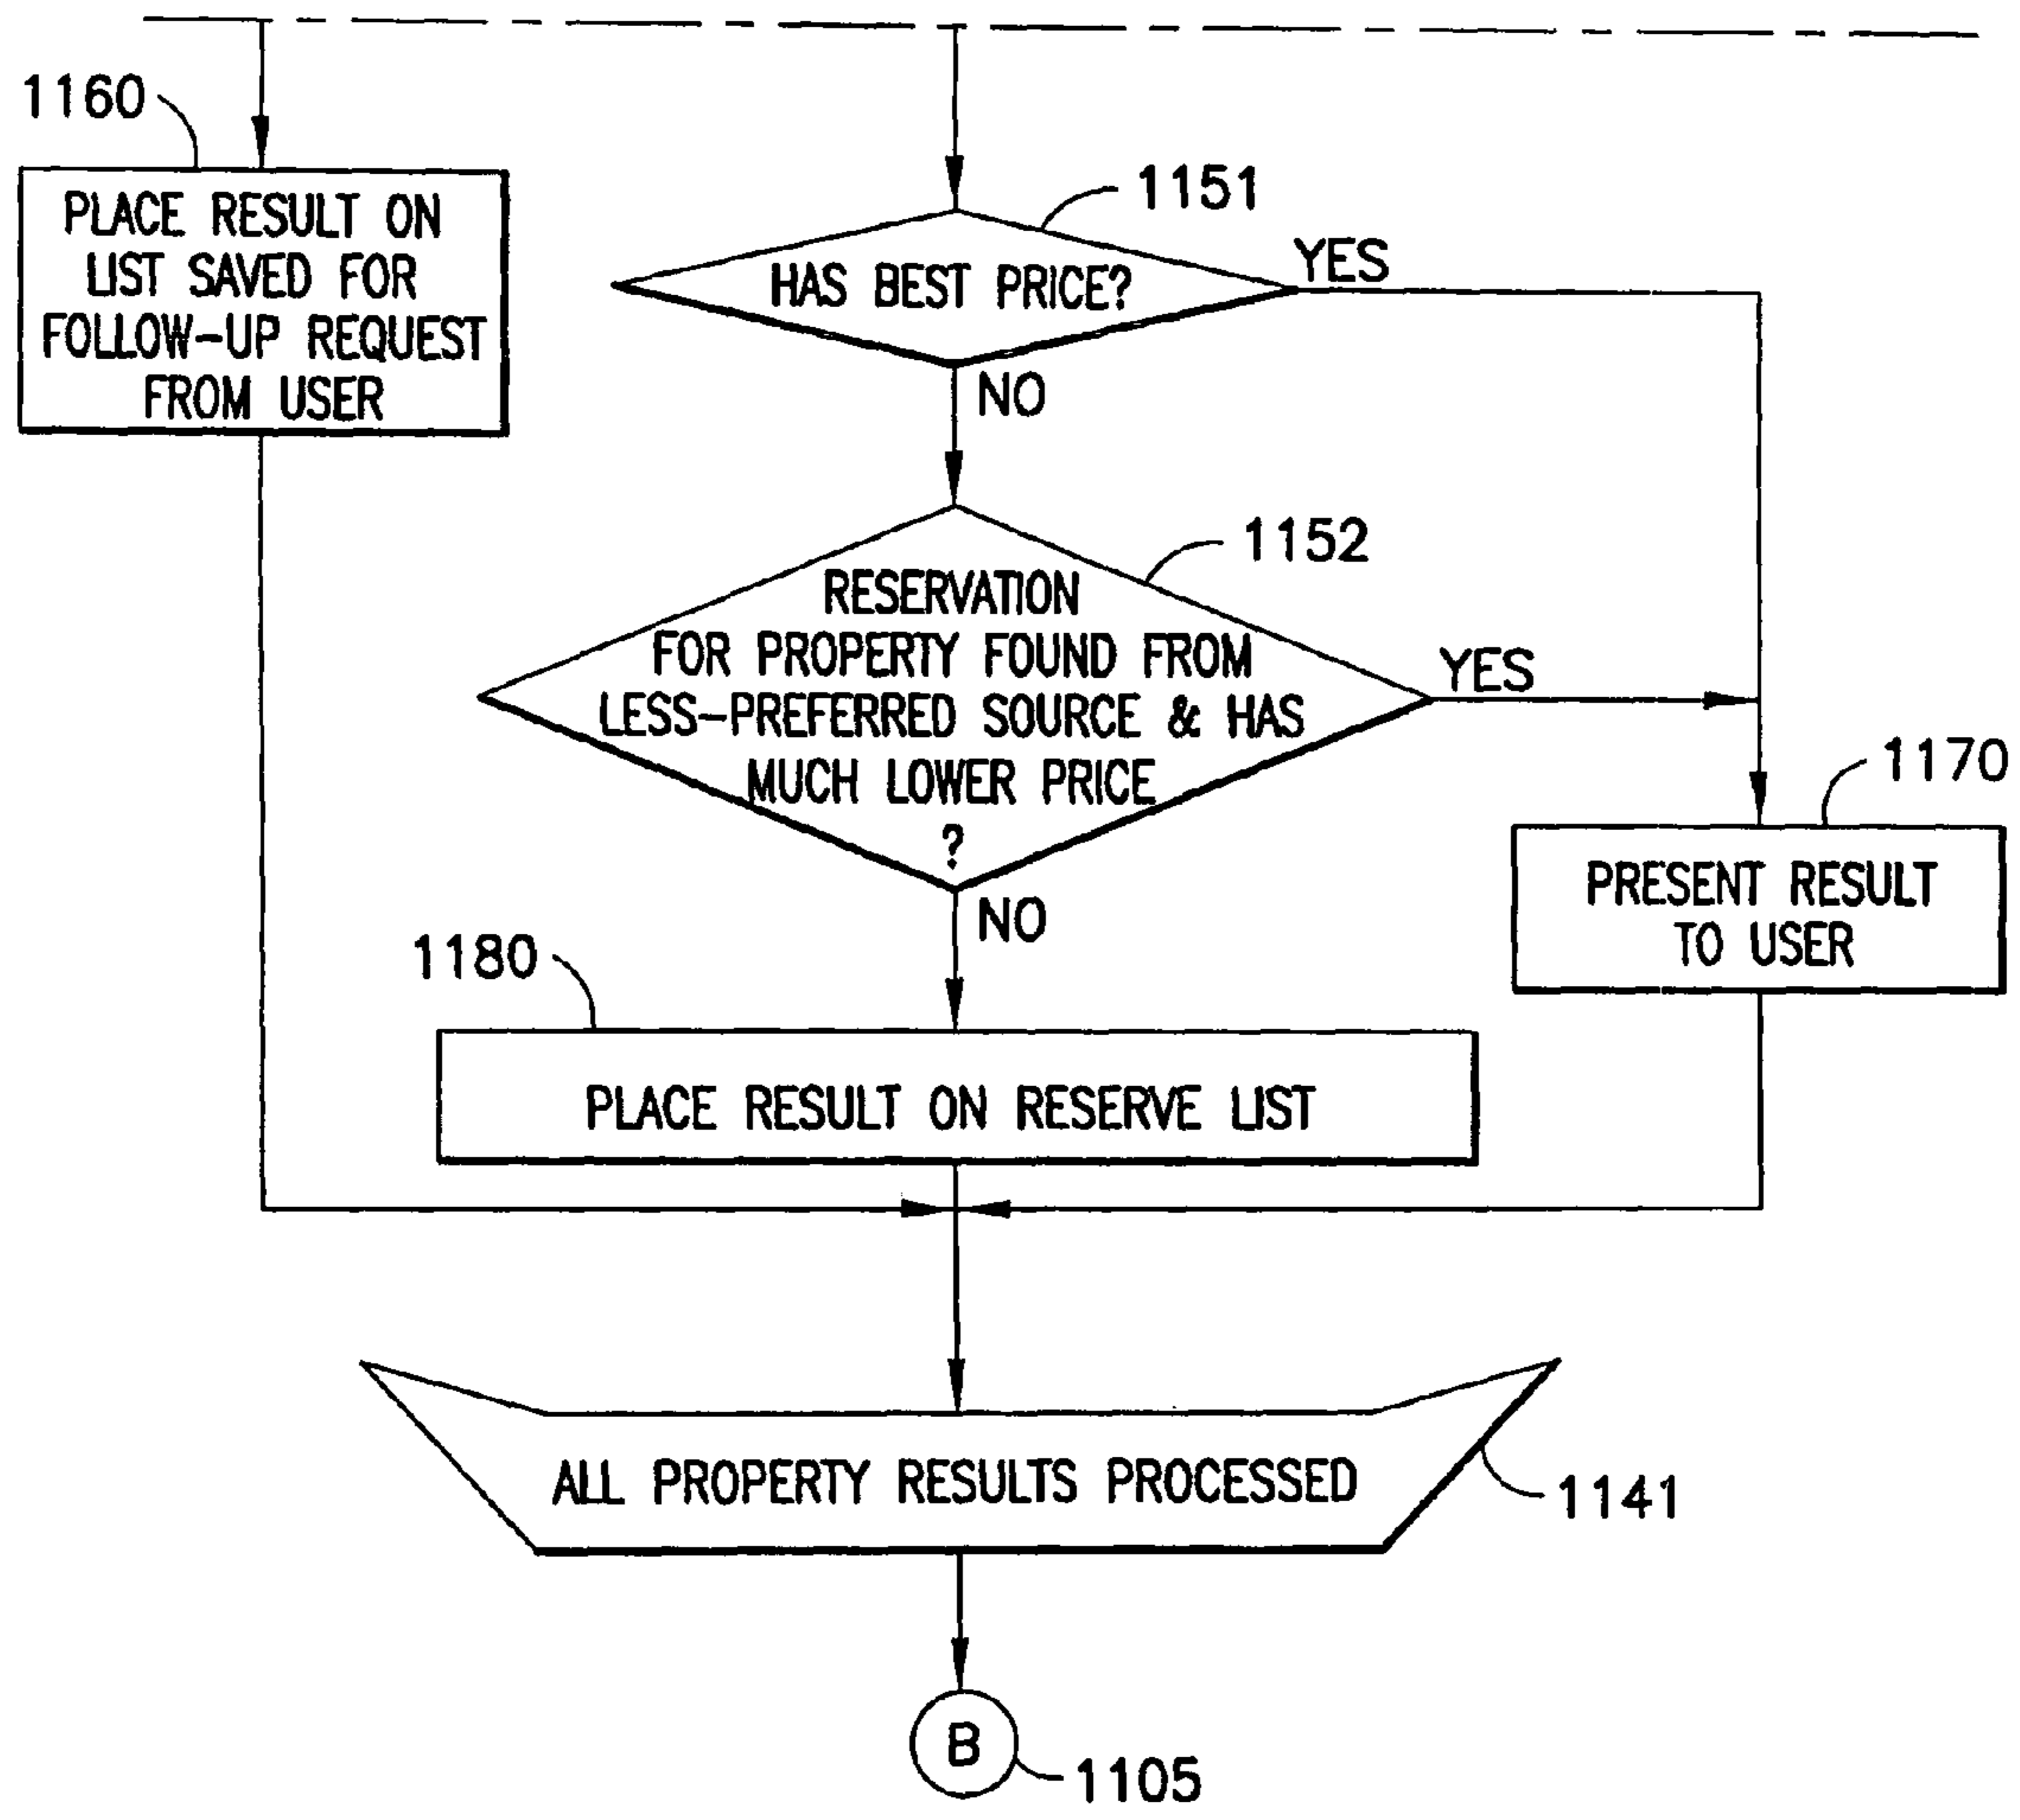 1160
PLACE RESULT ON
LIST SAVED FOR
FOLLOW-UP REQUEST
FROM USER
1151
HAS BEST PRICE?
YES
NO
1152
RESERVATION
FOR PROPERTY FOUND FROM
LESS-PREFERRED SOURCE & HAS
MUCH LOWER PRICE
?
YES
NO
1170
PRESENT RESULT
TO USER
1180
PLACE RESULT ON RESERVE LIST
ALL PROPERTY RESULTS PROCESSED
1141
B
1105